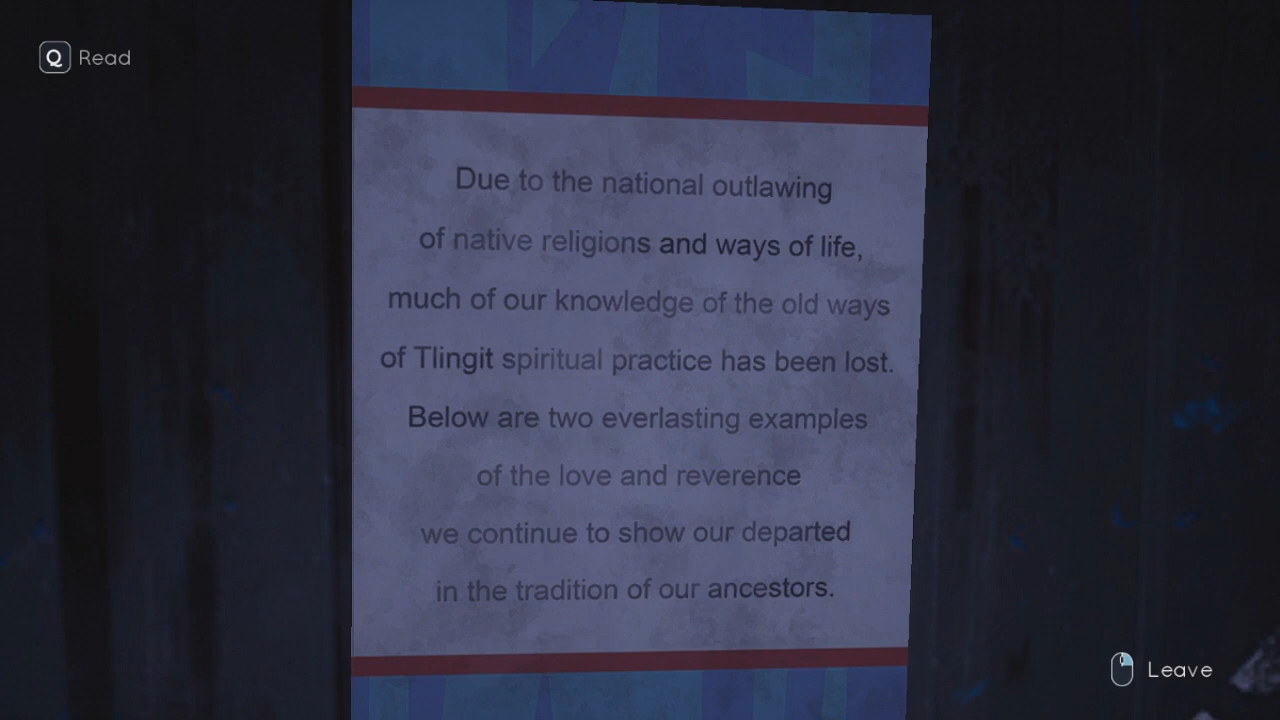 Q Read
Due to the national outlawing
of native religions and ways of life,
much of our knowledge of the old ways
of Tlingit spiritual practice has been lost.
Below are two everlasting examples
of the love and reverence
we continue to show our departed
in the tradition of our ancestors.
Leave